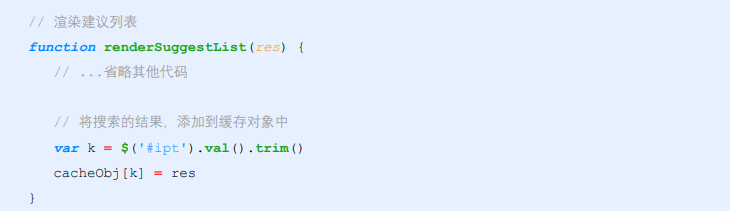 // 渲染建议列表
function renderSuggestList(res) {
// ...省略其他代码
// 将搜索的结果，添加到缓存对象中
var k = $('#ipt').val().trim()
cacheObj[k] = res
}